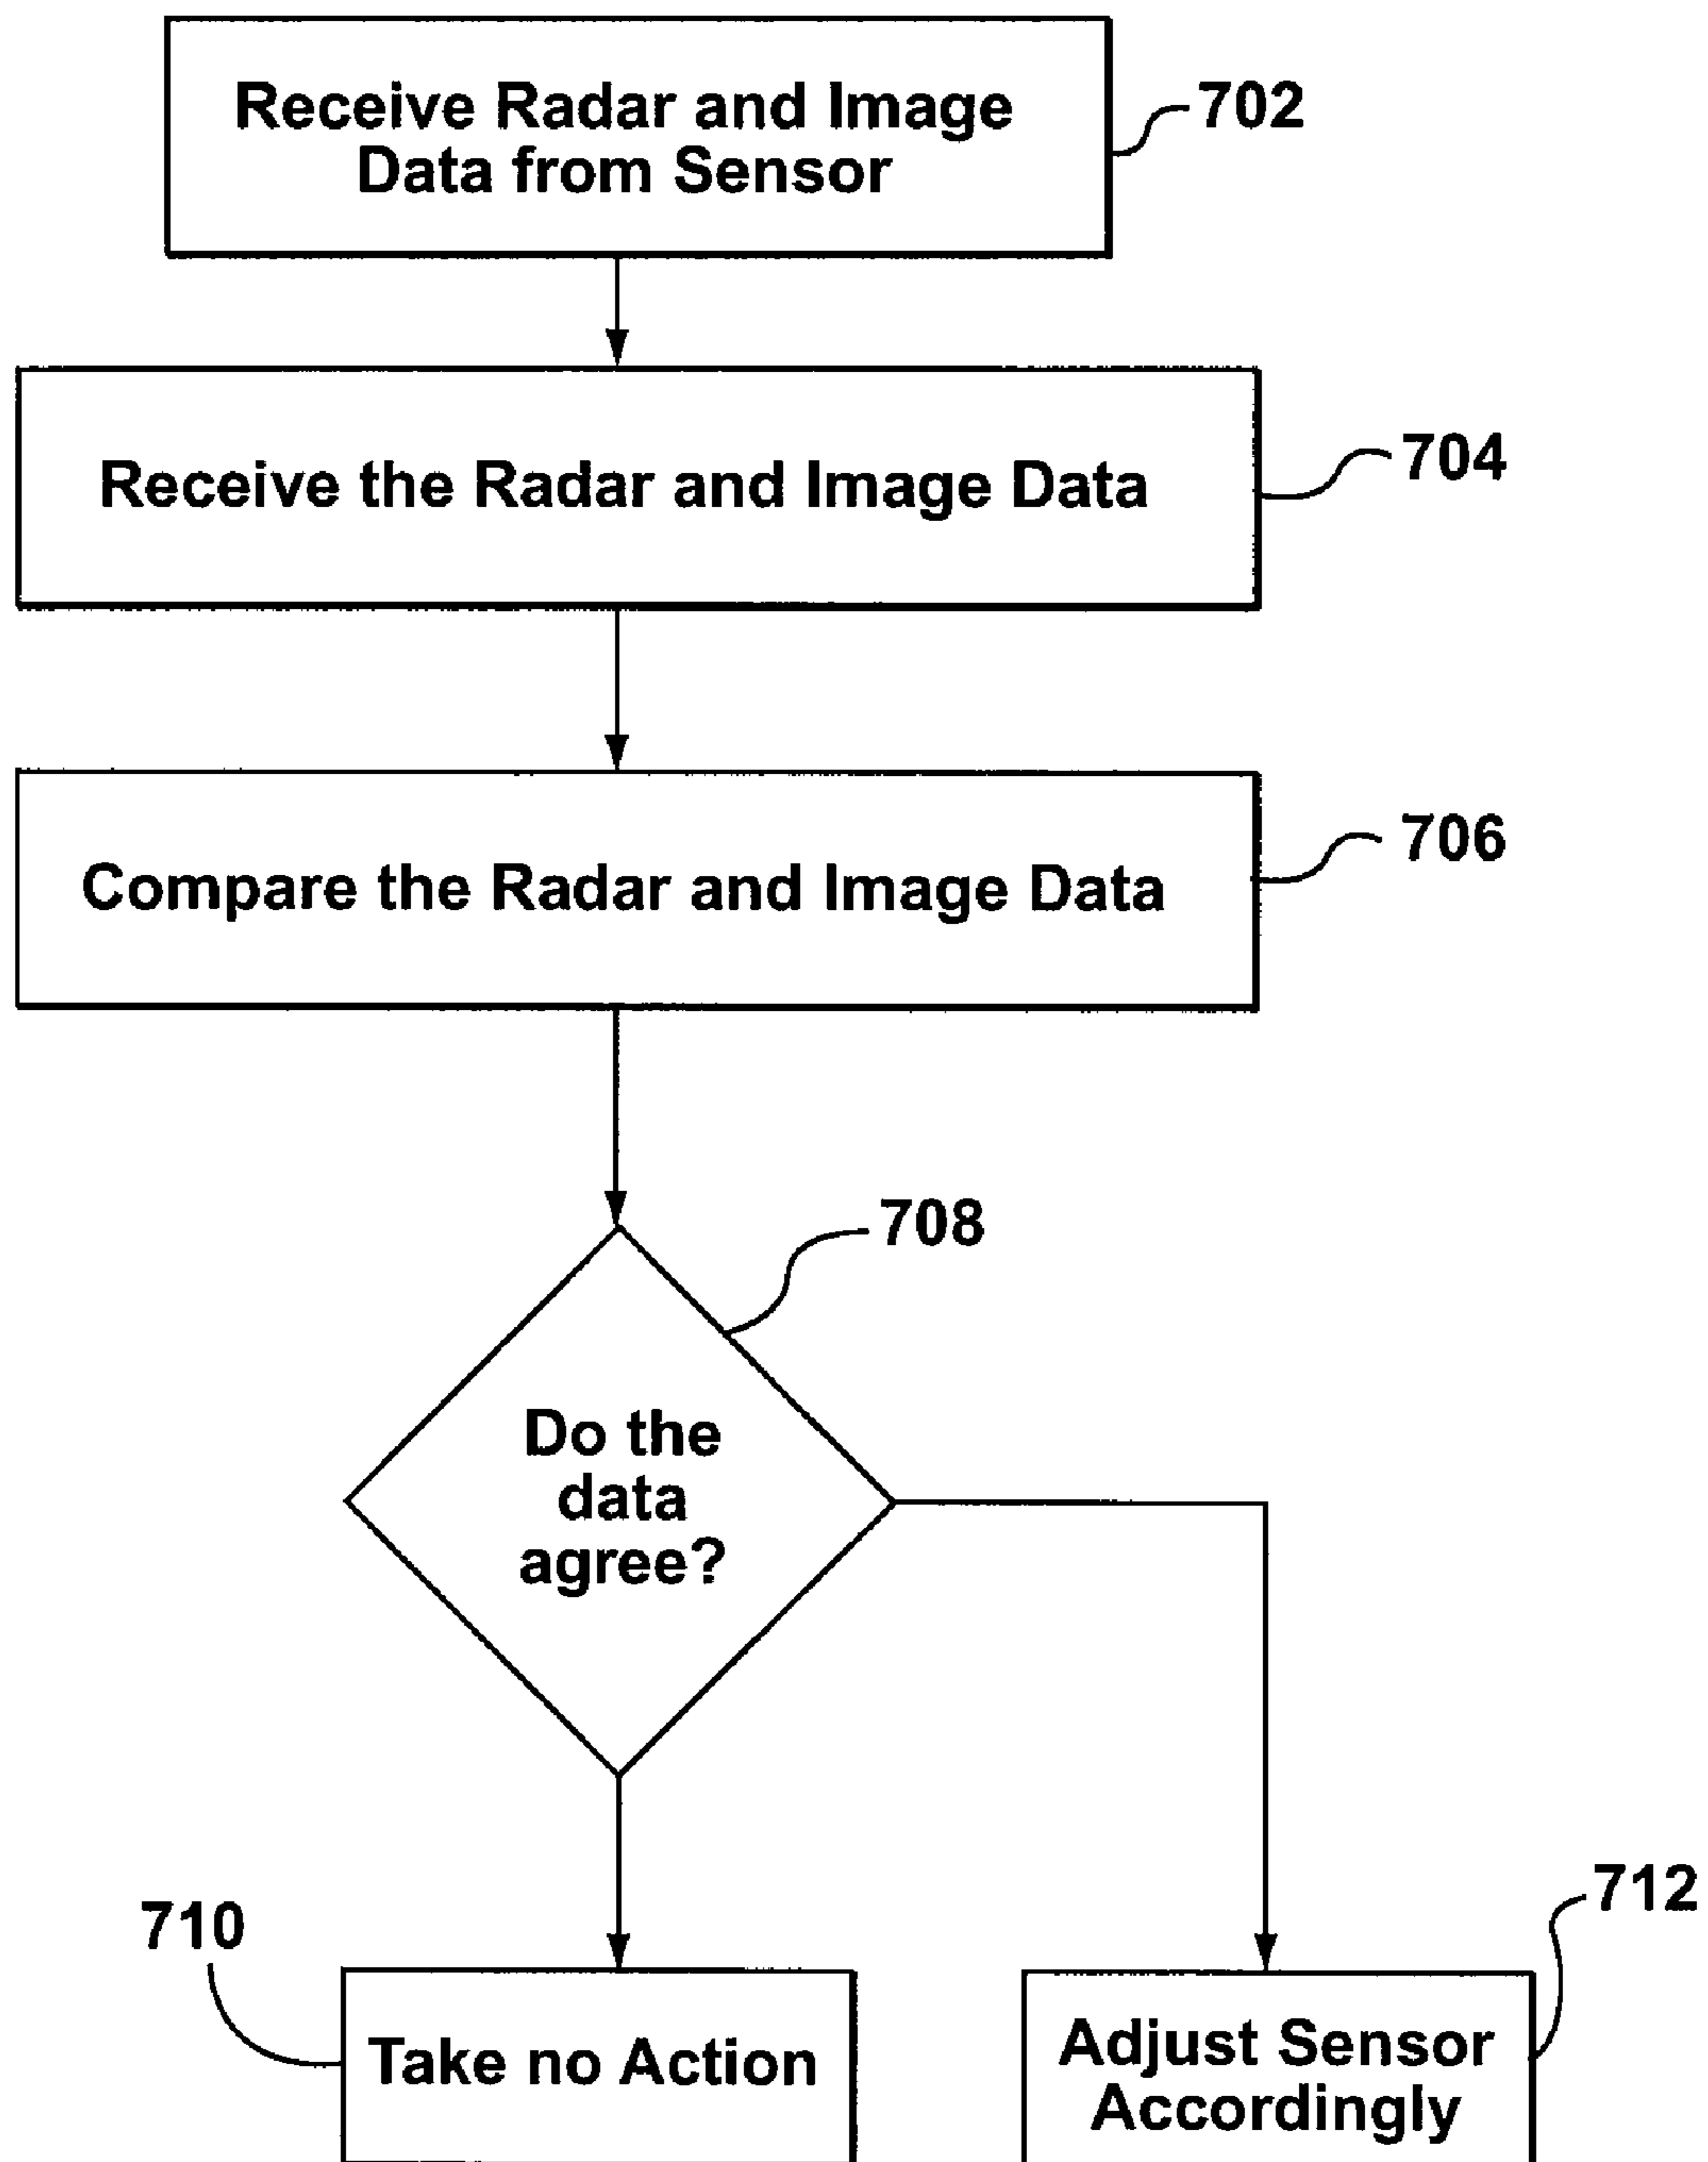 Receive Radar and Image
Data from Sensor
702
Receive the Radar and Image Data
704
Compare the Radar and Image Data
706
708
Do the
data
agree?
710
Take no Action
712
Adjust Sensor
Accordingly